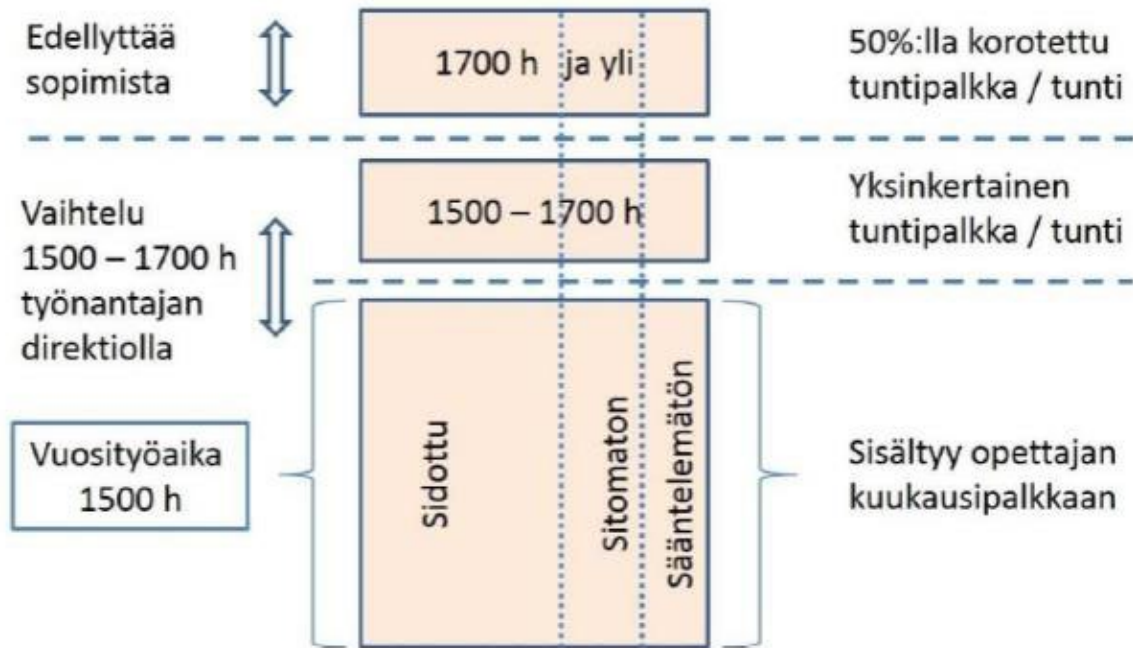 Edellyttää
sopimista
1700 h ja yli
50%:lla korotettu
tuntipalkka / tunti
Vaihtelu
1500 – 1700 h
työnantajan
direktiolla
1500 – 1700 h
Yksinkertainen
tuntipalkka / tunti
Vuosityöaika
1500 h
Sidottu
Sitomaton
Sääntelemätön
Sisältyy opettajan
kuukausipalkkaan